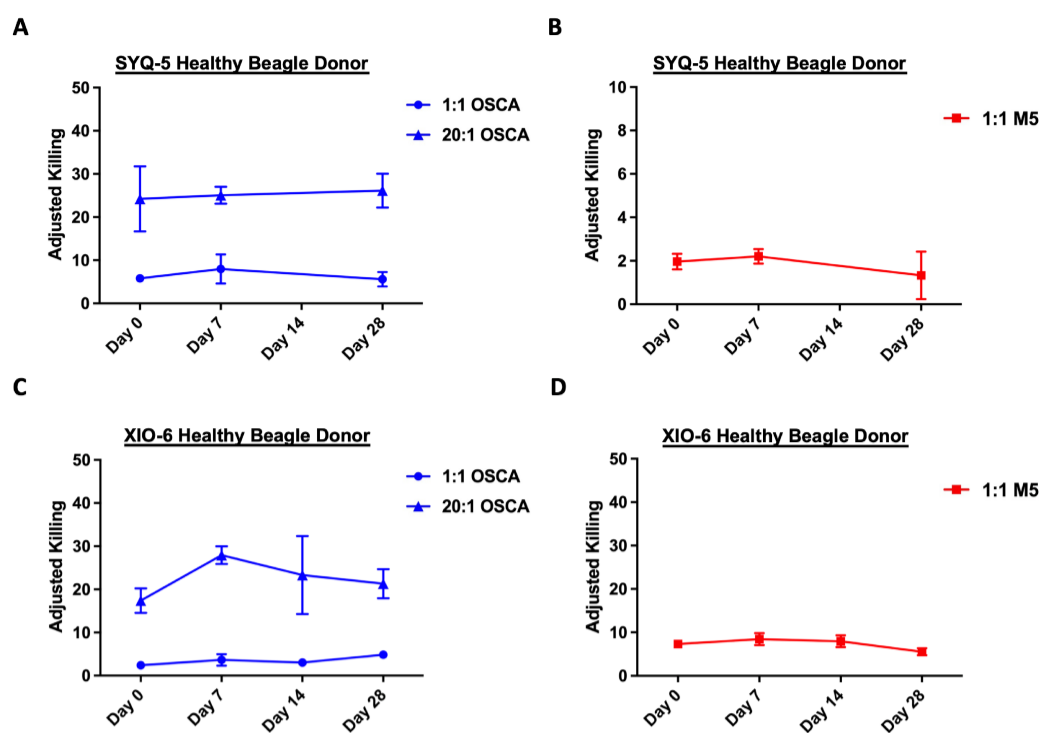 A
SYQ-5 Healthy Beagle Donor
Adjusted Killing
50
40
30
20
10
0
Day 0
Day 7
Day 14
Day 28
1:1 OSCA
20:1 OSCA
B
SYQ-5 Healthy Beagle Donor
Adjusted Killing
10
8
6
4
2
0
Day 0
Day 7
Day 14
Day 28
1:1 M5
C
XIO-6 Healthy Beagle Donor
Adjusted Killing
50
40
30
20
10
0
Day 0
Day 7
Day 14
Day 28
1:1 OSCA
20:1 OSCA
D
XIO-6 Healthy Beagle Donor
Adjusted Killing
50
40
30
20
10
0
Day 0
Day 7
Day 14
Day 28
1:1 M5